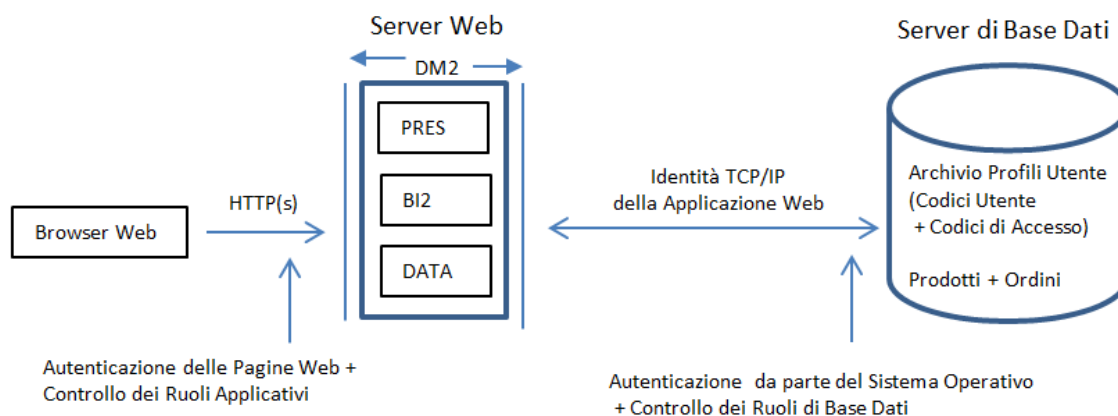 Server Web
Server di Base Dati
DM2
PRES
BI2
DATA
HTTP(s)
Browser Web
Identità TCP/IP
della Applicazione Web
Archivio Profili Utente
(Codici Utente
+ Codici di Accesso)
Prodotti + Ordini
Autenticazione delle Pagine Web +
Controllo dei Ruoli Applicativi
Autenticazione da parte del Sistema Operativo
+ Controllo dei Ruoli di Base Dati